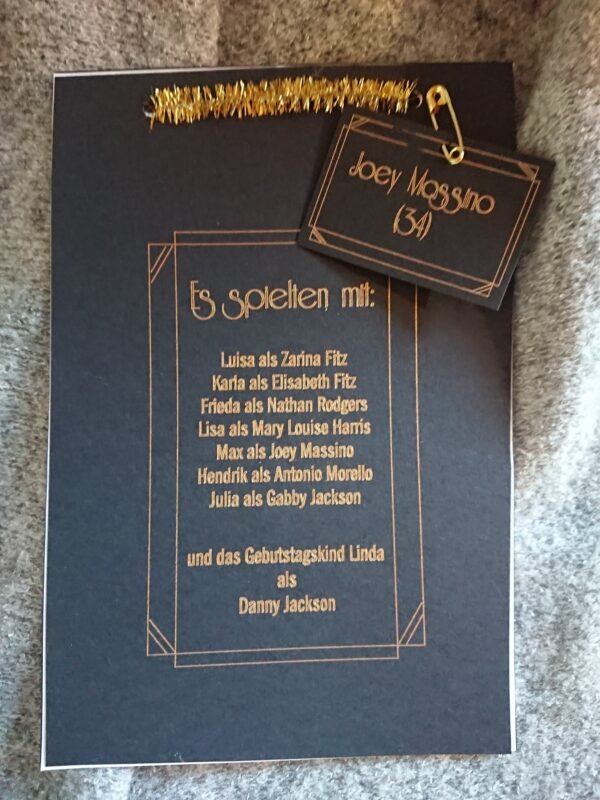 Joey Massino
(34)
Es spielten mit:
Luisa als Zarina Fitz
Karla als Elisabeth Fitz
Frieda als Nathan Rodgers
Lisa als Mary Louise Harris
Max als Joey Massino
Hendrik als Antonio Morello
Julia als Gabby Jackson
und das Gebutstagskind Linda
als
Danny Jackson